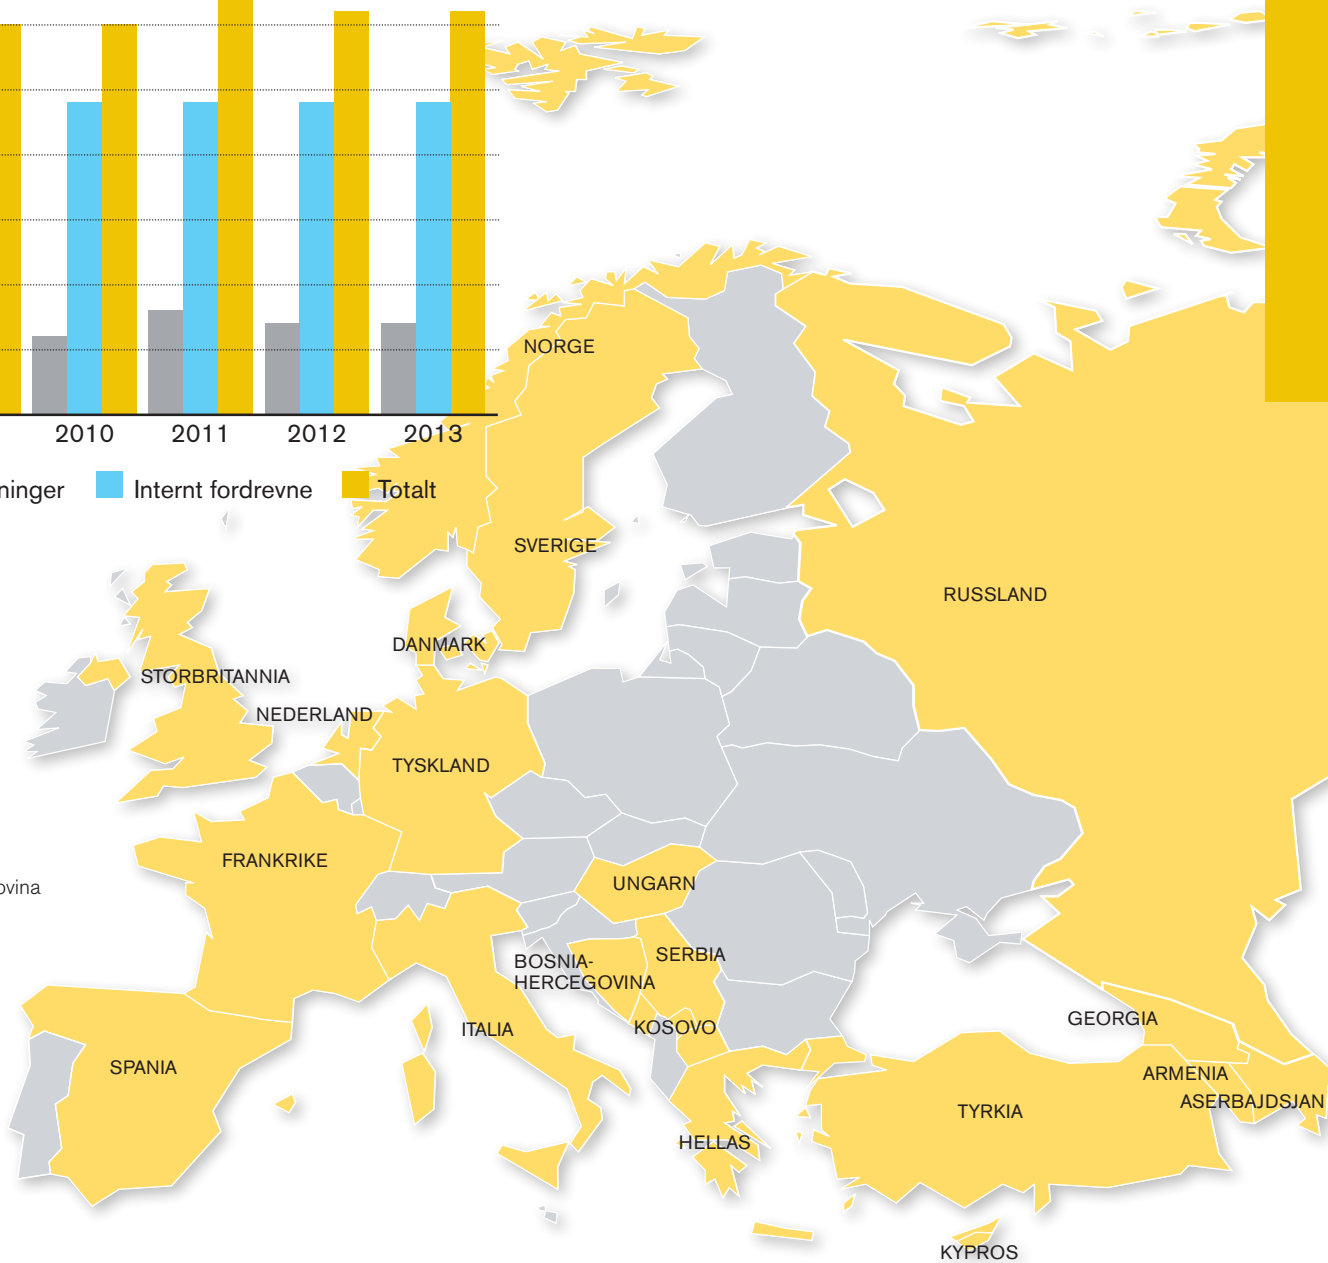 2010 2011 2012 2013
ninger Internt fordrevne Totalt
ovina
NORGE
SVERIGE
RUSSLAND
DANMARK
STORBRITANNIA
NEDERLAND
TYSKLAND
FRANKRIKE
UNGARN
SERBIA
BOSNIA-
HERCEGOVINA
KOSOVO
ITALIA
SPANIA
GEORGIA
ARMENIA
ASERBAJDSJAN
TYRKIA
HELLAS
KYPROS